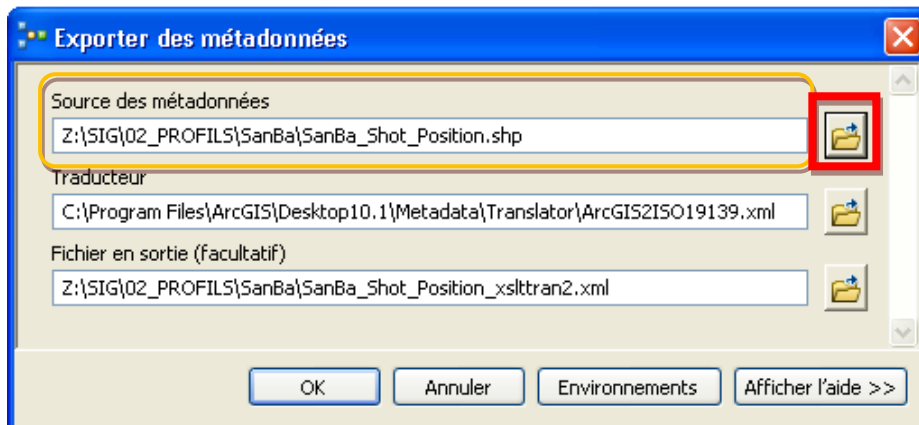 Exporter des métadonnées
Source des métadonnées
Z:\SIG\02_PROFILS\SanBa\SanBa_Shot_Position.shp
Traducteur
C:\Program Files\ArcGIS\Desktop10.1\Metadata\Translator\ArcGIS2ISO19139.xml
Fichier en sortie (facultatif)
Z:\SIG\02_PROFILS\SanBa\SanBa_Shot_Position_xslttran2.xml
OK Annuler Environnements Afficher l'aide >>